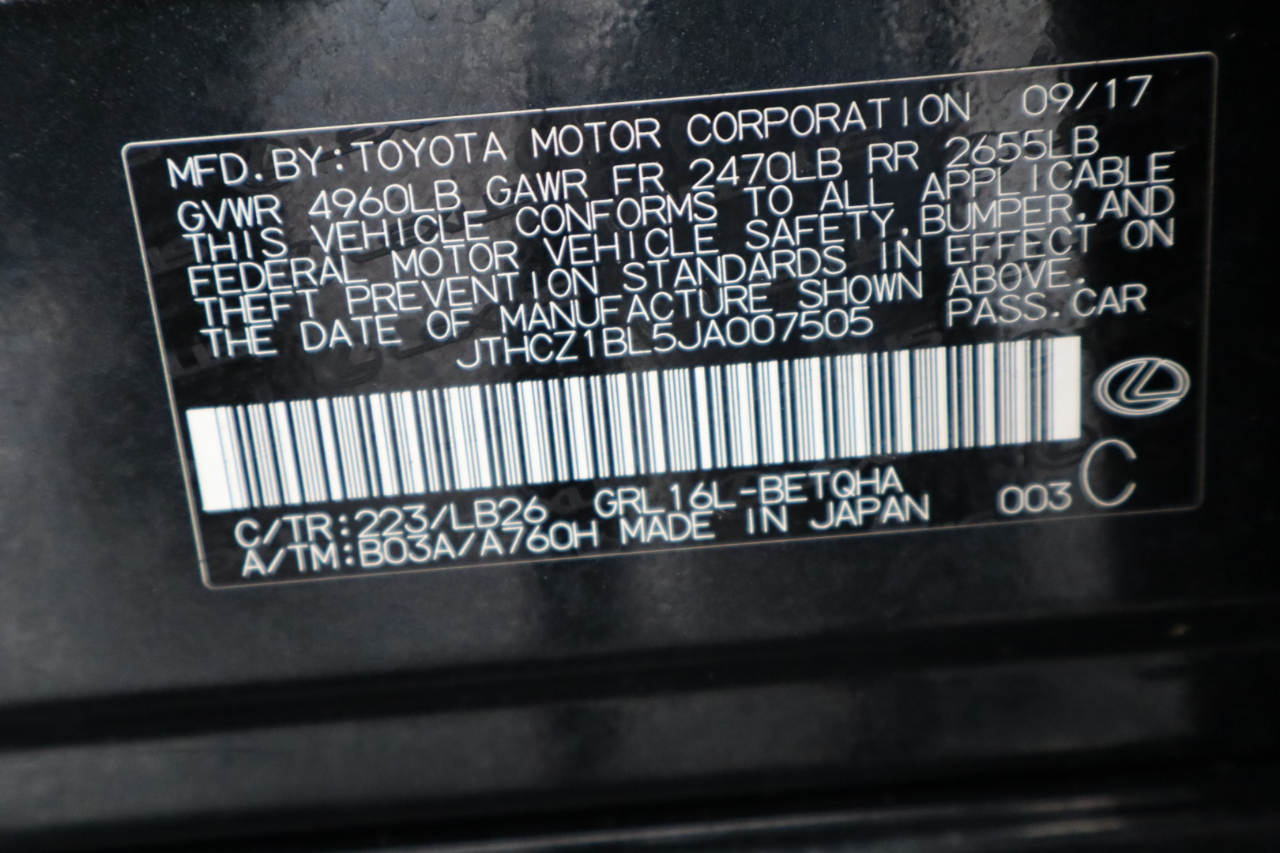 MFD.BY:TOYOTA MOTOR CORPORATION 09/17
GVWR 4960LB GAWR FR 2470LB RR 2655LB
THIS VEHICLE CONFORMS TO ALL APPLICABLE
FEDERAL MOTOR VEHICLE SAFETY,BUMPER,AND
THEFT PREVENTION STANDARDS IN EFFECT ON
THE DATE OF MANUFACTURE SHOWN ABOVE.
JTHCZ1BL5JA007505 PASS.CAR
C/TR:223/LB26 GRL16L-BETQHA
A/TM:B03A/A760H MADE IN JAPAN 003 C